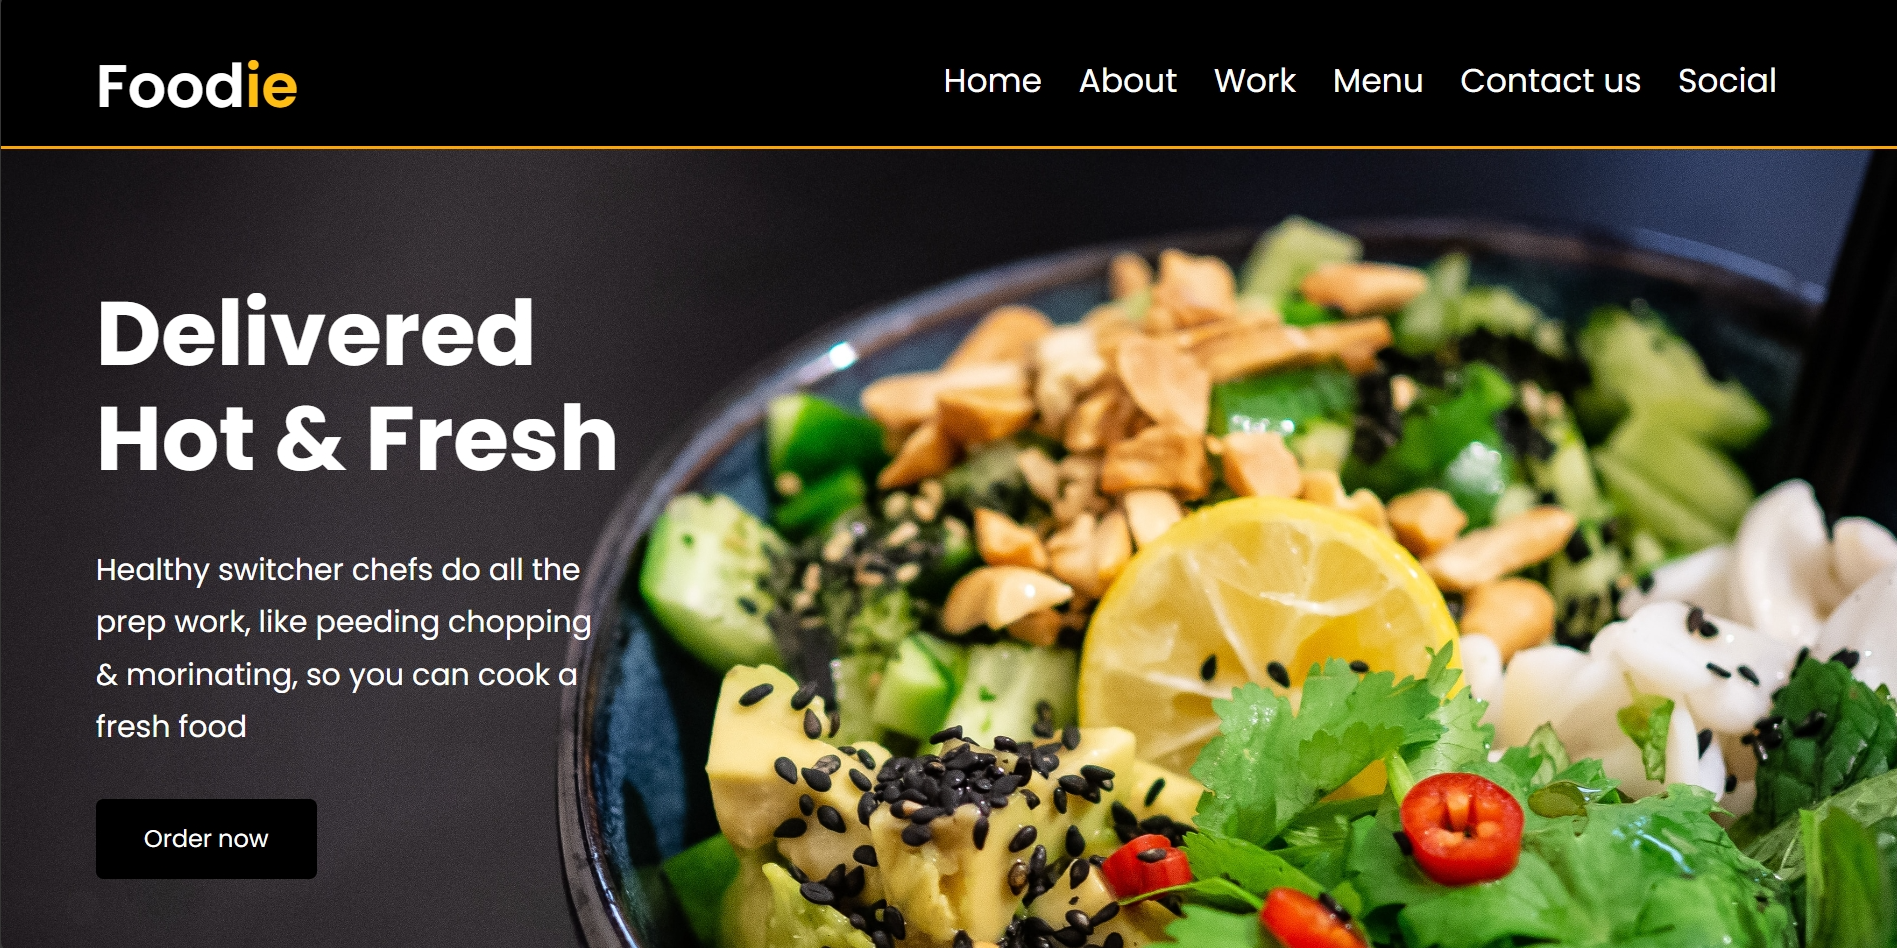 Foodie
Home About Work Menu Contact us Social
Delivered
Hot & Fresh
Healthy switcher chefs do all the
prep work, like peeding chopping
& morinating, so you can cook a
fresh food
Order now